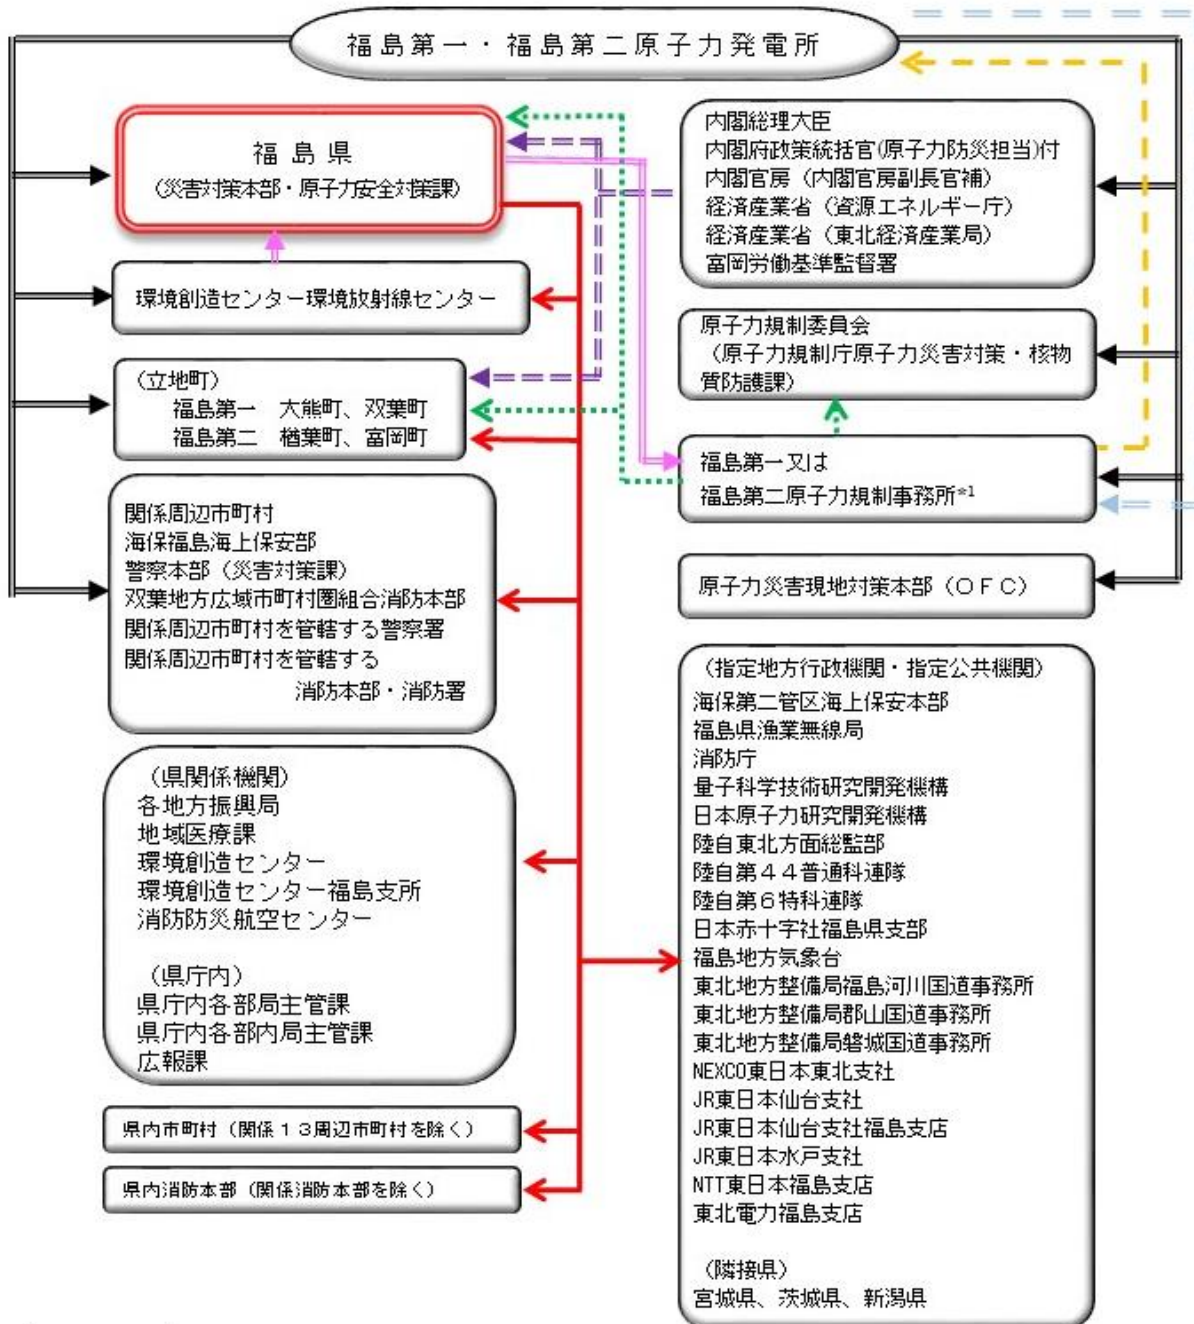 福島第一・福島第二原子力発電所
福島県
(災害対策本部・原子力安全対策課)
環境創造センター環境放射線センター
(立地町)
福島第一　大熊町、双葉町
福島第二　楢葉町、富岡町
関係周辺市町村
海保福島海上保安部
警察本部（災害対策課）
双葉地方広域市町村圏組合消防本部
関係周辺市町村を管轄する警察署
関係周辺市町村を管轄する
消防本部・消防署
（県関係機関）
各地方振興局
地域医療課
環境創造センター
環境創造センター福島支所
消防防災航空センター
（県庁内）
県庁内各部局主管課
県庁内各部内局主管課
広報課
県内市町村（関係１３周辺市町村を除く）
県内消防本部（関係消防本部を除く）
内閣総理大臣
内閣府政策統括官(原子力防災担当)付
内閣官房（内閣官房副長官補）
経済産業省（資源エネルギー庁）
経済産業省（東北経済産業局）
富岡労働基準監督署
原子力規制委員会
（原子力規制庁原子力災害対策・核物
質防護課）
福島第一又は
福島第二原子力規制事務所*1
原子力災害現地対策本部（ＯＦＣ）
（指定地方行政機関・指定公共機関）
海保第二管区海上保安本部
福島県漁業無線局
消防庁
量子科学技術研究開発機構
日本原子力研究開発機構
陸自東北方面総監部
陸自第４４普通科連隊
陸自第６特科連隊
日本赤十字社福島県支部
福島地方気象台
東北地方整備局福島河川国道事務所
東北地方整備局郡山国道事務所
東北地方整備局磐城国道事務所
NEXCO東日本東北支社
JR東日本仙台支社
JR東日本仙台支社福島支店
JR東日本水戸支社
NTT東日本福島支店
東北電力福島支店
（隣接県）
宮城県、茨城県、新潟県